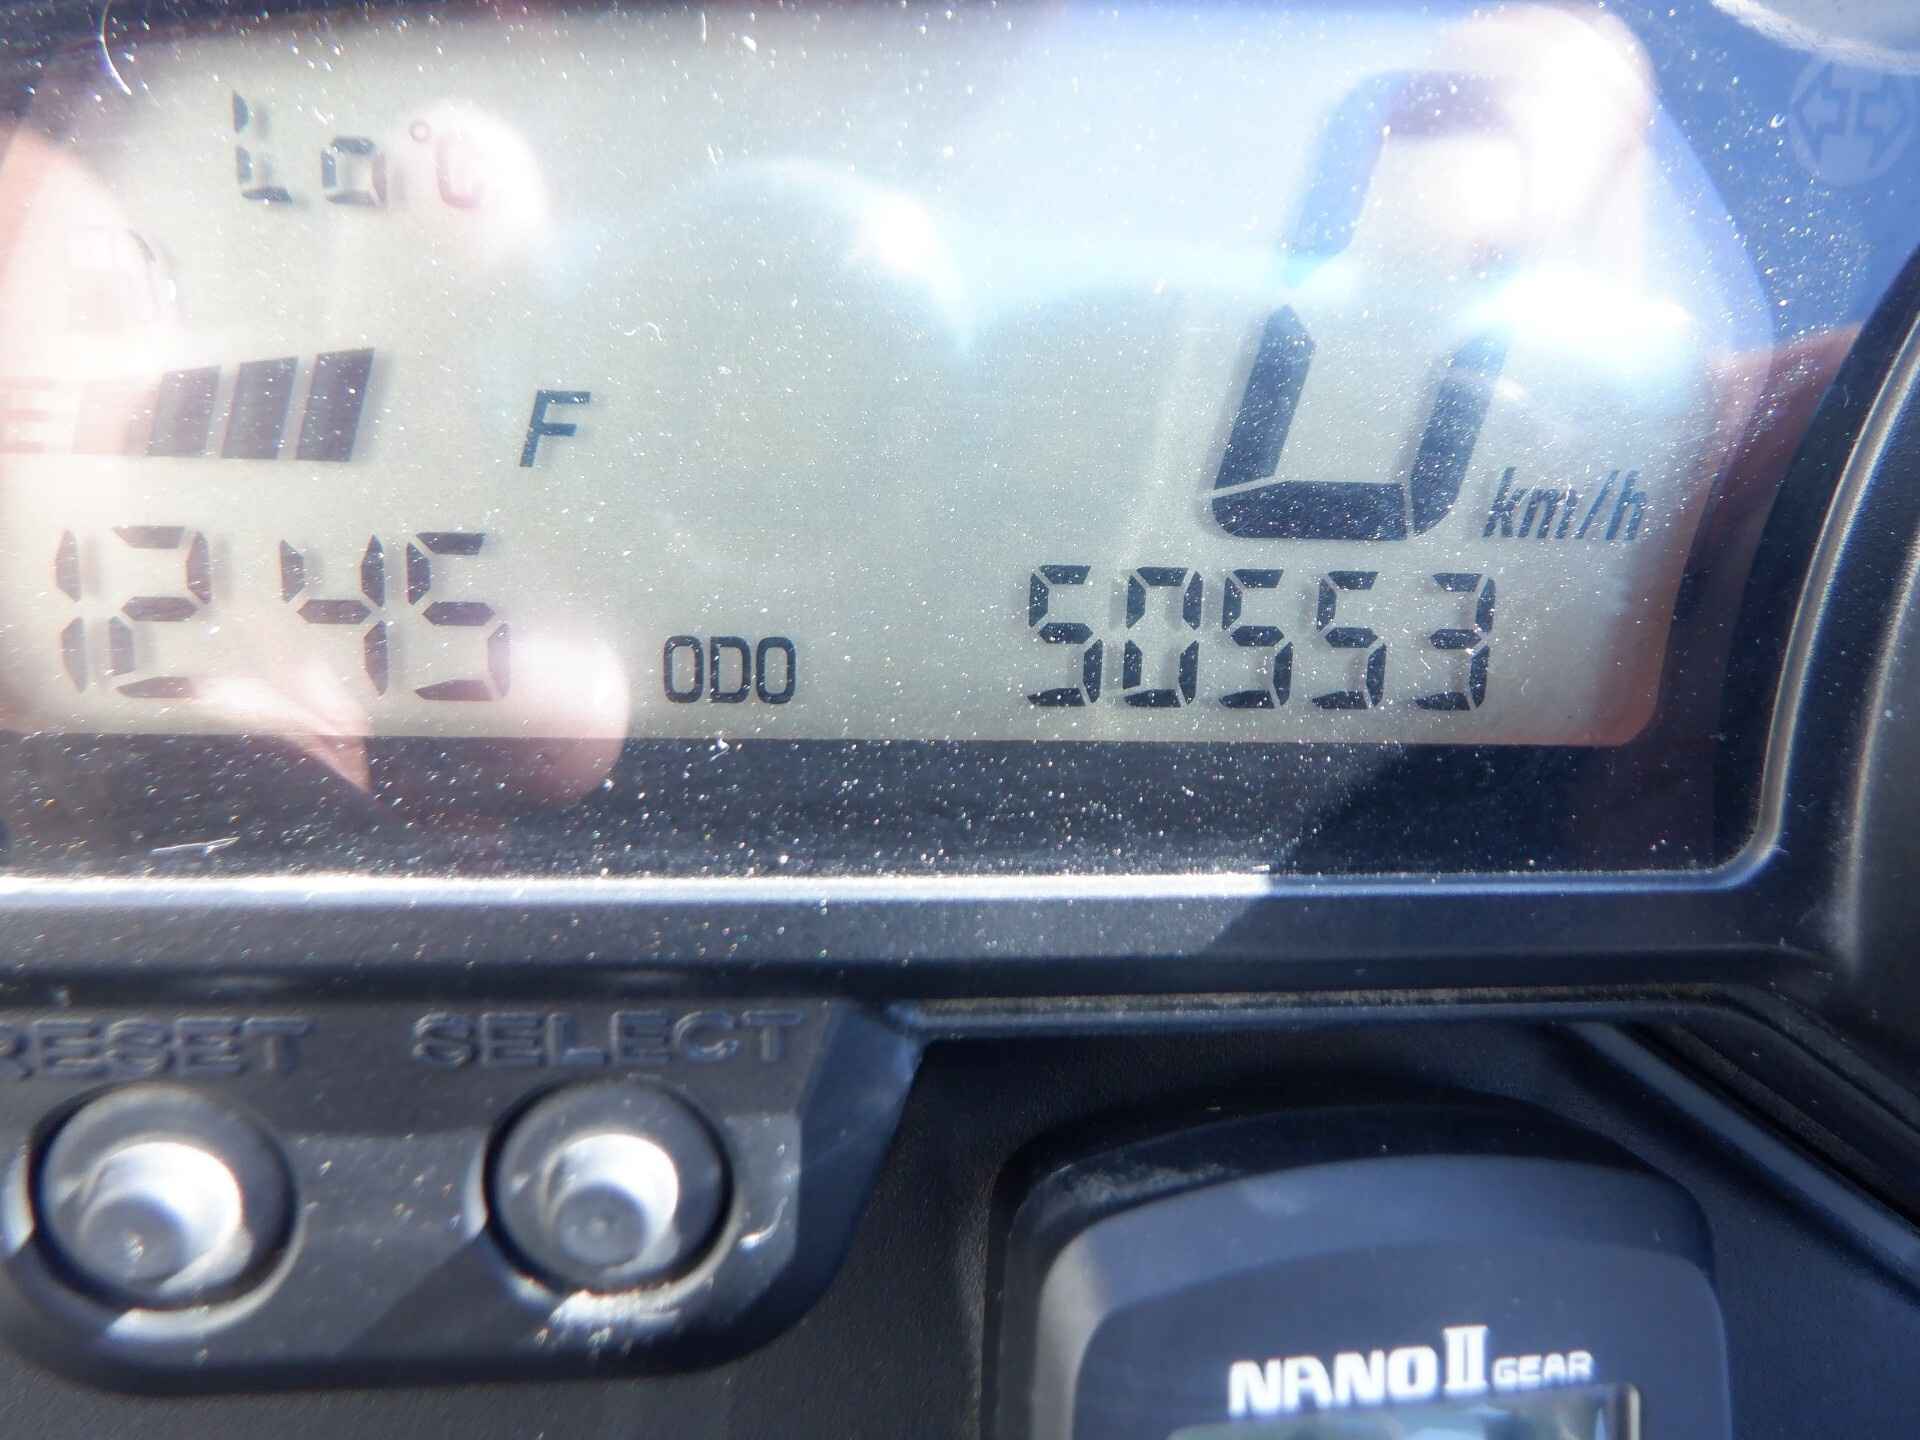 Lo °C
0 km/h
E F
12 45
ODO 50553
RESET SELECT
NANO II GEAR